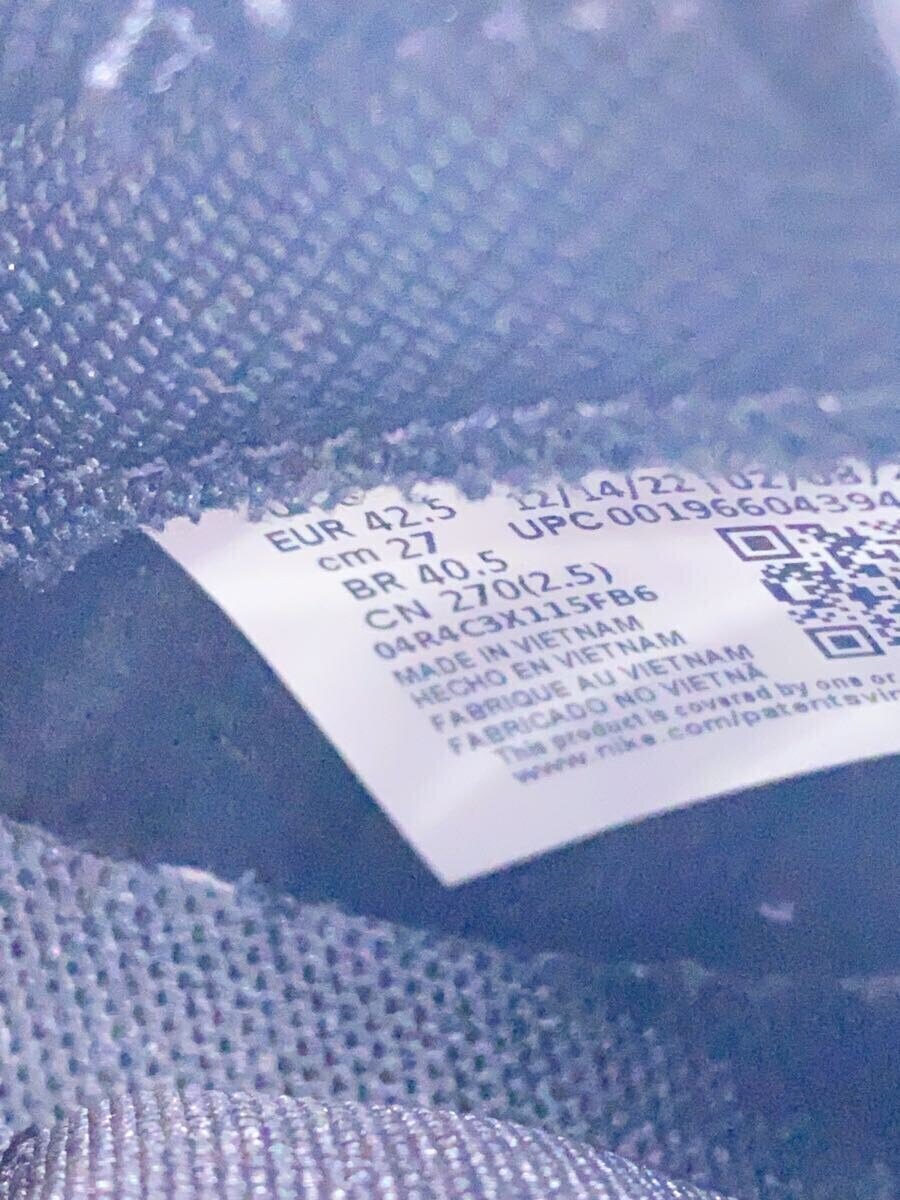 EUR 42.5
cm 27
BR 40.5
CN 270(2.5)
04R4C3X115FB6
MADE IN VIETNAM
HECHO EN VIETNAM
FABRIQUE AU VIETNAM
FABRICADO NO VIETNÃ
This product is covered by one or
www.nike.com/patentsvi
12/14/22
UPC 00196604394